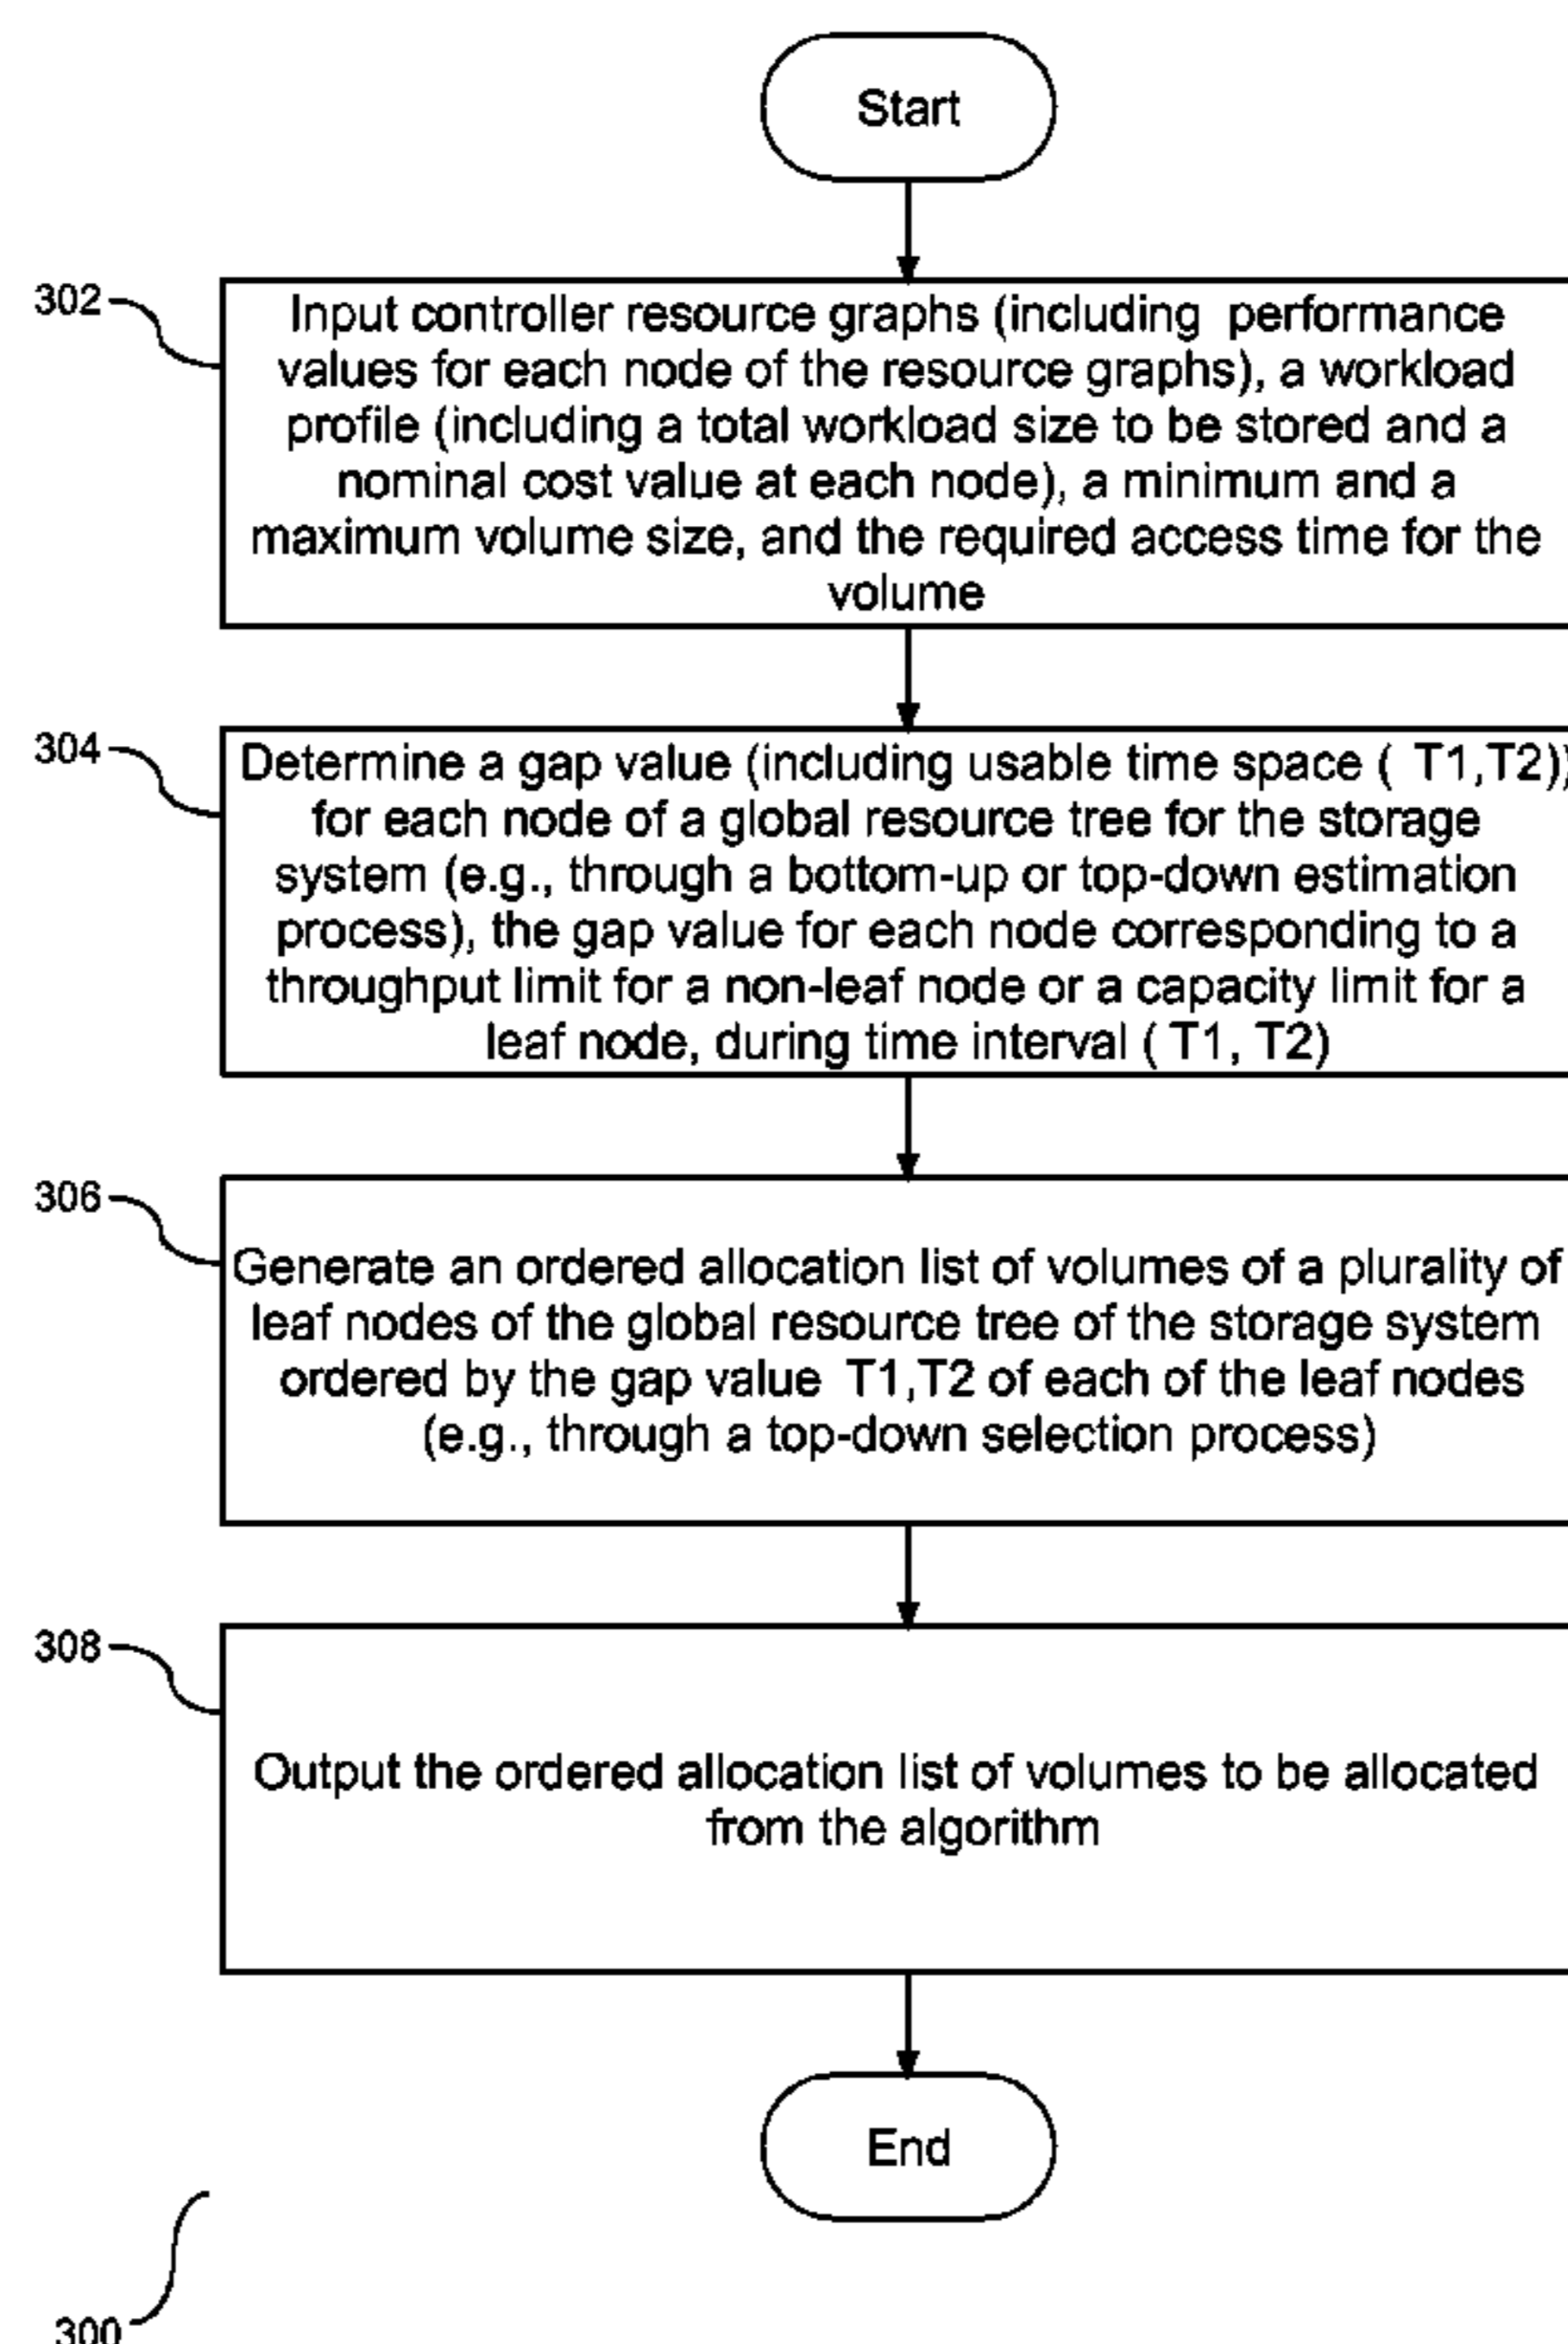 Start
302
Input controller resource graphs (including performance
values for each node of the resource graphs), a workload
profile (including a total workload size to be stored and a
nominal cost value at each node), a minimum and a
maximum volume size, and the required access time for the
volume
304
Determine a gap value (including usable time space ( T1,T2))
for each node of a global resource tree for the storage
system (e.g., through a bottom-up or top-down estimation
process), the gap value for each node corresponding to a
throughput limit for a non-leaf node or a capacity limit for a
leaf node, during time interval ( T1, T2)
306
Generate an ordered allocation list of volumes of a plurality of
leaf nodes of the global resource tree of the storage system
ordered by the gap value T1,T2 of each of the leaf nodes
(e.g., through a top-down selection process)
308
Output the ordered allocation list of volumes to be allocated
from the algorithm
End
300